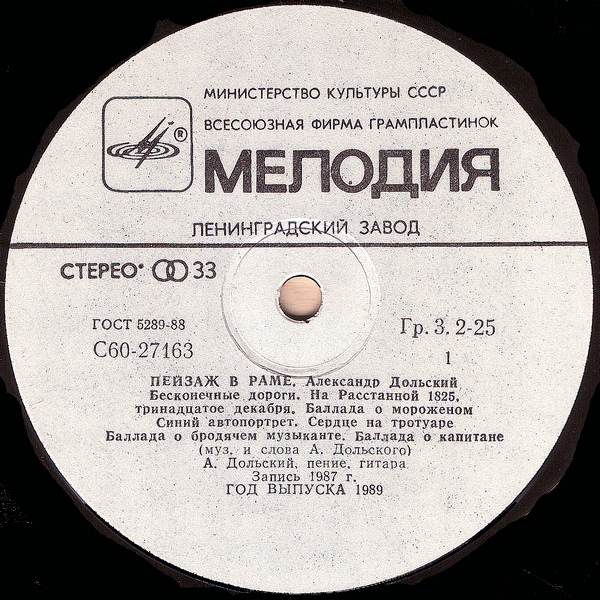 МИНИСТЕРСТВО КУЛЬТУРЫ СССР
ВСЕСОЮЗНАЯ ФИРМА ГРАМПЛАСТИНОК
®
МЕЛОДИЯ
ЛЕНИНГРАДСКИЙ ЗАВОД
СТЕРЕО 33
ГОСТ 5289-88
Гр. 3. 2-25
С60-27163
1
ПЕЙЗАЖ В РАМЕ. Александр Дольский
Бесконечные дороги. На Расстанной 1825,
тринадцатое декабря. Баллада о мороженом
Синий автопортрет. Сердце на тротуаре
Баллада о бродячем музыканте. Баллада о капитане
(муз. и слова А. Дольского)
А. Дольский, пение, гитара
Запись 1987 г.
ГОД ВЫПУСКА 1989